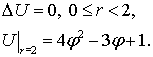 ΔU = 0, 0 ≤ r < 2,
U|r=2 = 4φ² − 3φ + 1.